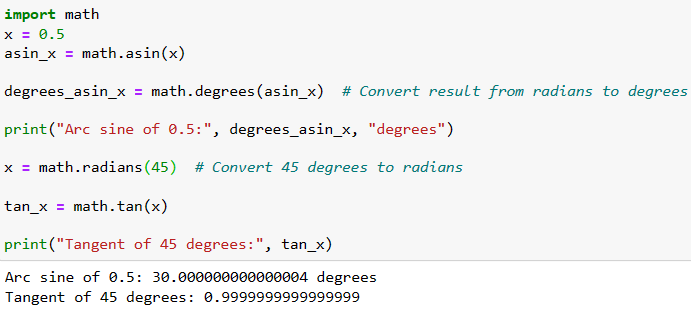 import math
x = 0.5
asin_x = math.asin(x)
degrees_asin_x = math.degrees(asin_x)  # Convert result from radians to degrees
print("Arc sine of 0.5:", degrees_asin_x, "degrees")
x = math.radians(45)  # Convert 45 degrees to radians
tan_x = math.tan(x)
print("Tangent of 45 degrees:", tan_x)
Arc sine of 0.5: 30.000000000000004 degrees
Tangent of 45 degrees: 0.9999999999999999